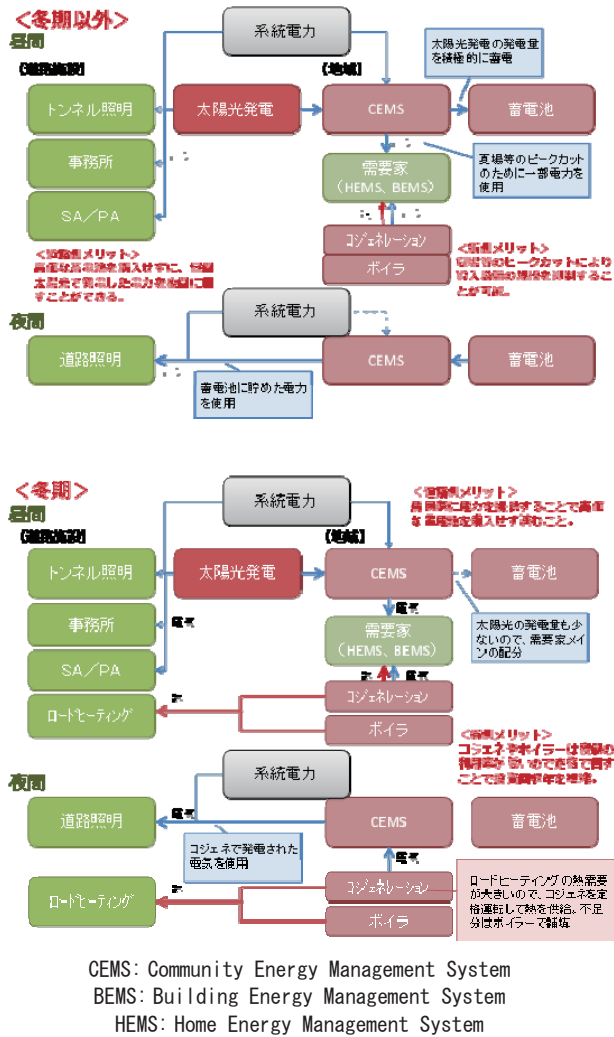 <冬期以外>
昼間
系統電力
太陽光発電の発電量
を積極的に蓄電
【道路施設】
【地域】
トンネル照明
太陽光発電
CEMS
蓄電池
事務所
需要家
(HEMS、BEMS)
夏場等のピークカット
のために一部電力を
使用
SA/PA
コジェネレーション
ボイラ
夜間
系統電力
道路照明
CEMS
蓄電池
蓄電池に貯めた電力
を使用
<冬期>
昼間
系統電力
【道路施設】
【地域】
トンネル照明
太陽光発電
CEMS
蓄電池
電気
事務所
電気
需要家
(HEMS、BEMS)
太陽光の発電量も少
ないので、需要家メイ
ンの配分
SA/PA
電気
ロードヒーティング
コジェネレーション
ボイラ
夜間
系統電力
道路照明
電気
CEMS
蓄電池
コジェネで発電された
電気を使用
電気
ロードヒーティング
コジェネレーション
ボイラ
ロードヒーティングの熱需要
が大きいので、コジェネを定
格運転して熱を供給。不足
分はボイラーで補填
CEMS: Community Energy Management System
BEMS: Building Energy Management System
HEMS: Home Energy Management System